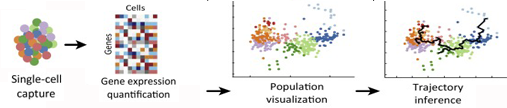 Cells
Genes
Single-cell
capture
Gene expression
quantification
Population
visualization
Trajectory
inference